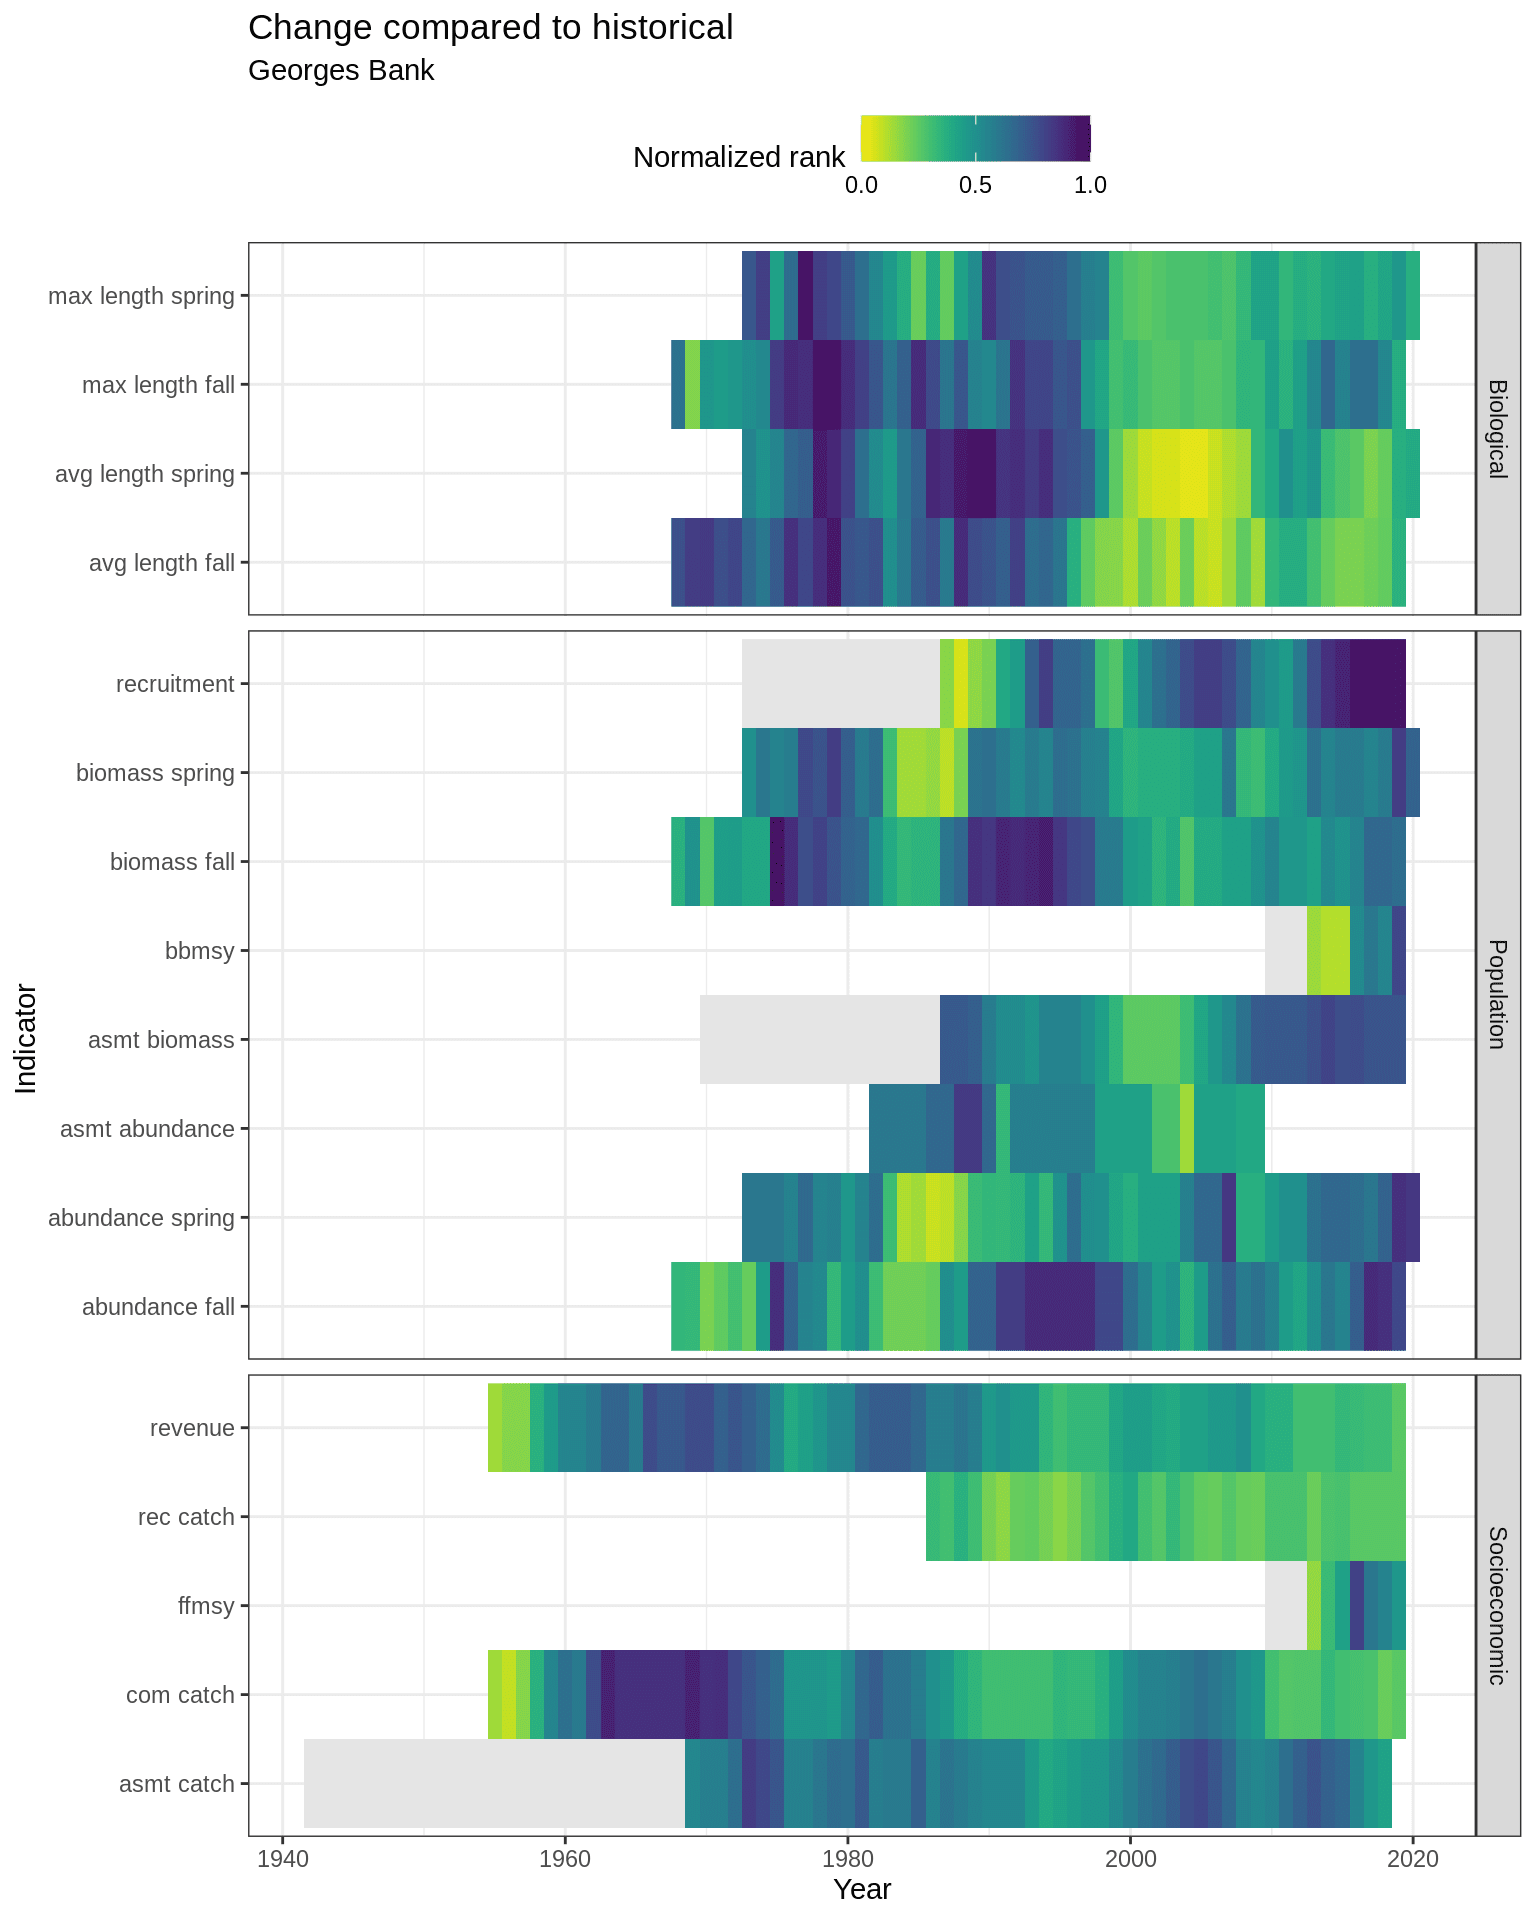 Change compared to historical
Georges Bank
Normalized rank
0.0 0.5 1.0
max length spring
max length fall
avg length spring
avg length fall
Biological
recruitment
biomass spring
biomass fall
bbmsy
asmt biomass
asmt abundance
abundance spring
abundance fall
Population
revenue
rec catch
ffmsy
com catch
asmt catch
Socioeconomic
Indicator
1940 1960 1980 2000 2020
Year